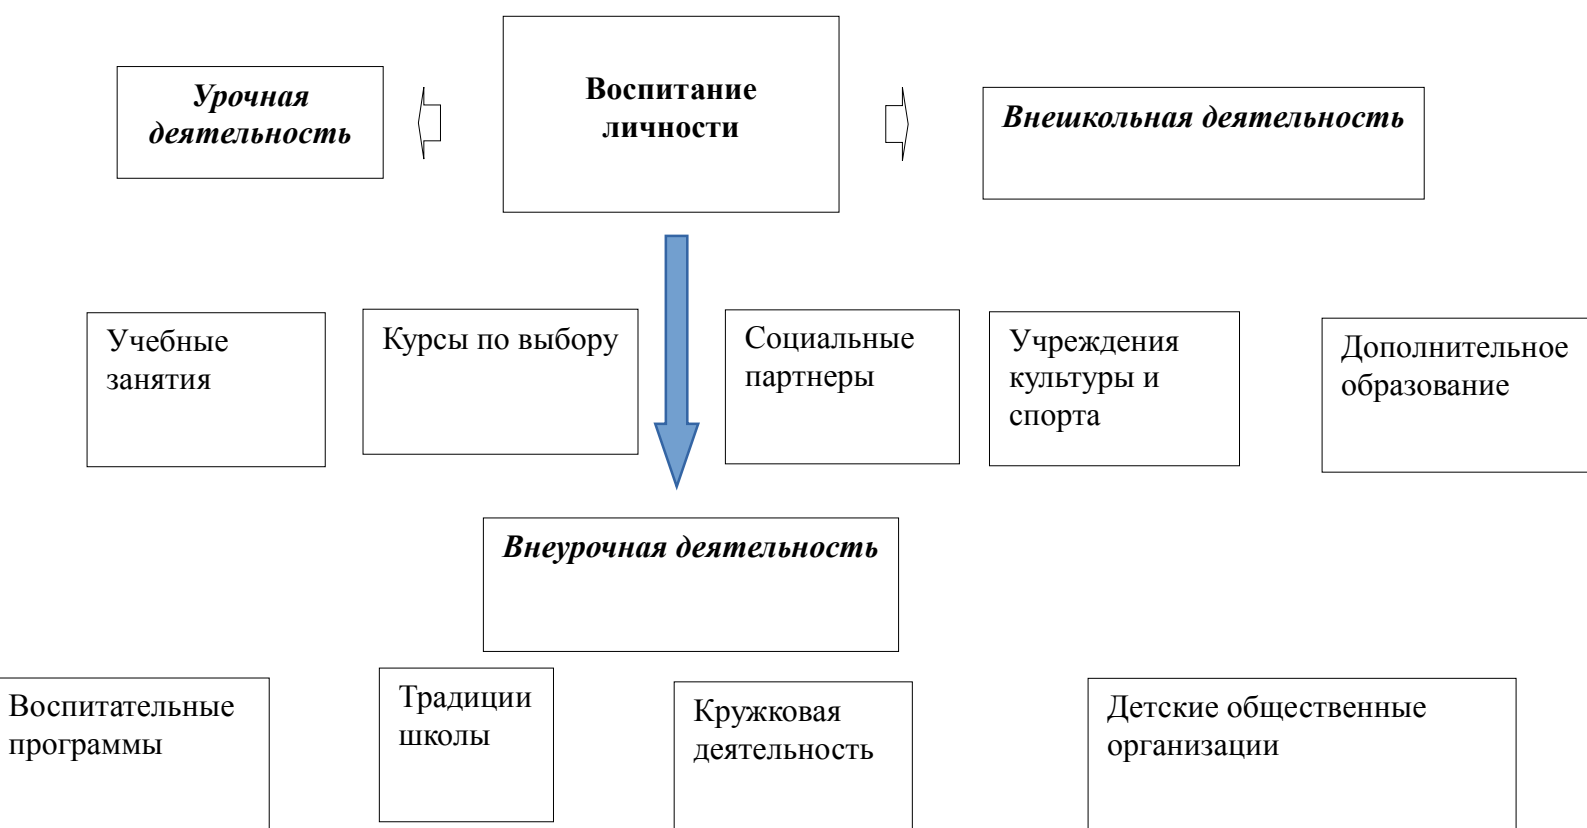 Урочная
деятельность
Воспитание
личности
Внешкольная деятельность
Учебные
занятия
Курсы по выбору
Социальные
партнеры
Учреждения
культуры и
спорта
Дополнительное
образование
Внеурочная деятельность
Воспитательные
программы
Традиции
школы
Кружковая
деятельность
Детские общественные
организации